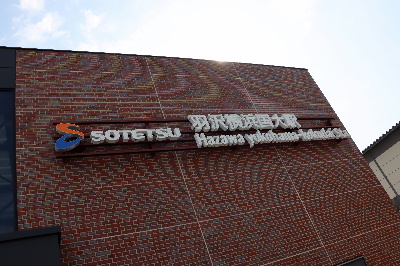 SOTETSU
羽沢横浜国大駅
Hazawa yokohama-kokudai Sta.